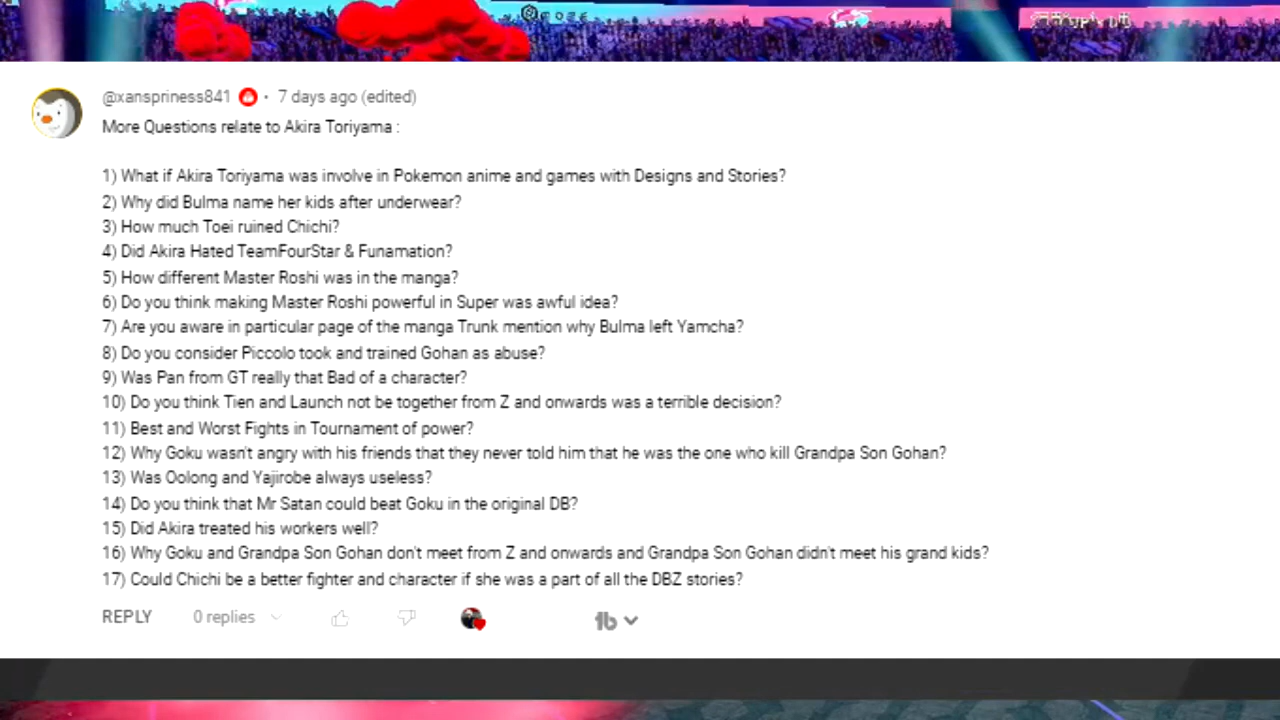 @xanspriness841 · 7 days ago (edited)
More Questions relate to Akira Toriyama :
1) What if Akira Toriyama was involve in Pokemon anime and games with Designs and Stories?
2) Why did Bulma name her kids after underwear?
3) How much Toei ruined Chichi?
4) Did Akira Hated TeamFourStar & Funamation?
5) How different Master Roshi was in the manga?
6) Do you think making Master Roshi powerful in Super was awful idea?
7) Are you aware in particular page of the manga Trunk mention why Bulma left Yamcha?
8) Do you consider Piccolo took and trained Gohan as abuse?
9) Was Pan from GT really that Bad of a character?
10) Do you think Tien and Launch not be together from Z and onwards was a terrible decision?
11) Best and Worst Fights in Tournament of power?
12) Why Goku wasn't angry with his friends that they never told him that he was the one who kill Grandpa Son Gohan?
13) Was Oolong and Yajirobe always useless?
14) Do you think that Mr Satan could beat Goku in the original DB?
15) Did Akira treated his workers well?
16) Why Goku and Grandpa Son Gohan don't meet from Z and onwards and Grandpa Son Gohan didn't meet his grand kids?
17) Could Chichi be a better fighter and character if she was a part of all the DBZ stories?
REPLY 0 replies